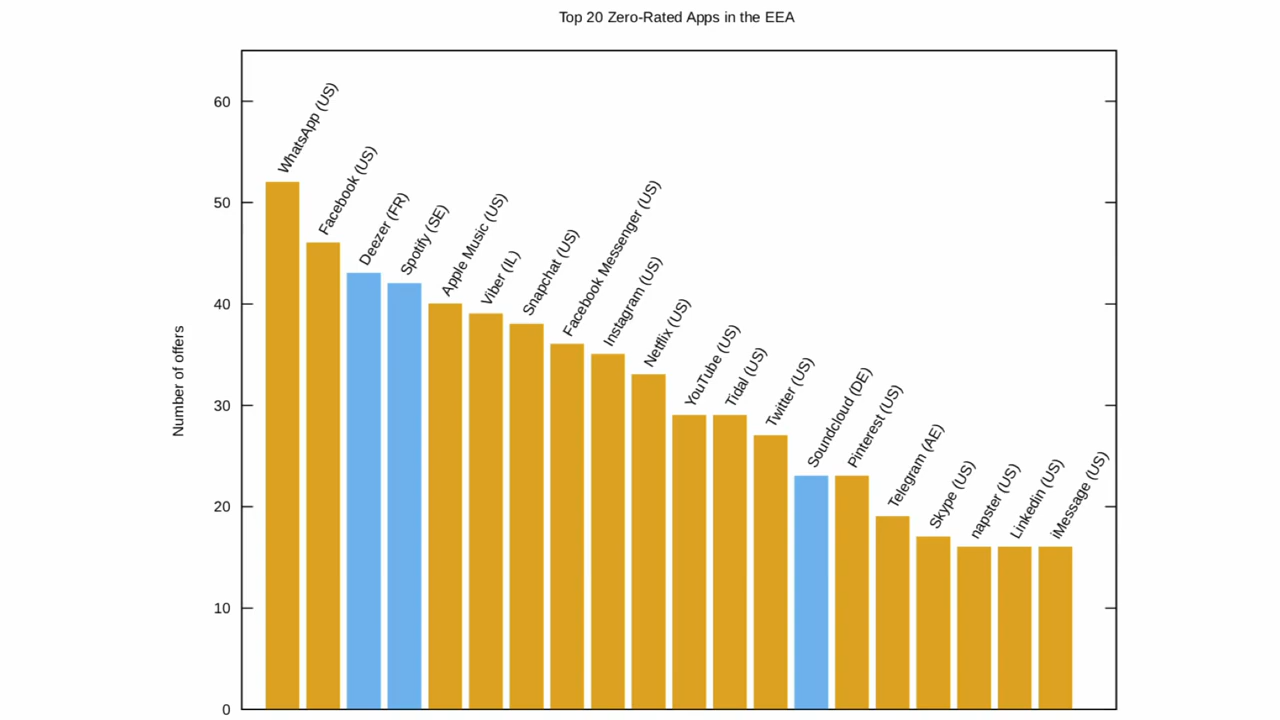 Top 20 Zero-Rated Apps in the EEA
Number of offers
60
50
40
30
20
10
0
WhatsApp (US)
Facebook (US)
Deezer (FR)
Spotify (SE)
Apple Music (US)
Viber (IL)
Snapchat (US)
Facebook Messenger (US)
Instagram (US)
Netflix (US)
YouTube (US)
Tidal (US)
Twitter (US)
Soundcloud (DE)
Pinterest (US)
Telegram (AE)
Skype (US)
napster (US)
Linkedin (US)
iMessage (US)